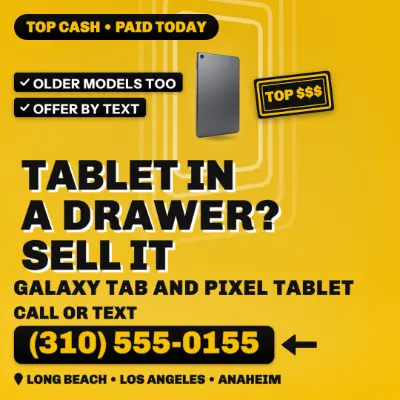 TOP CASH • PAID TODAY
OLDER MODELS TOO
OFFER BY TEXT
TOP $$$
TABLET IN
A DRAWER?
SELL IT
GALAXY TAB AND PIXEL TABLET
CALL OR TEXT
(310) 555-0155
LONG BEACH • LOS ANGELES • ANAHEIM